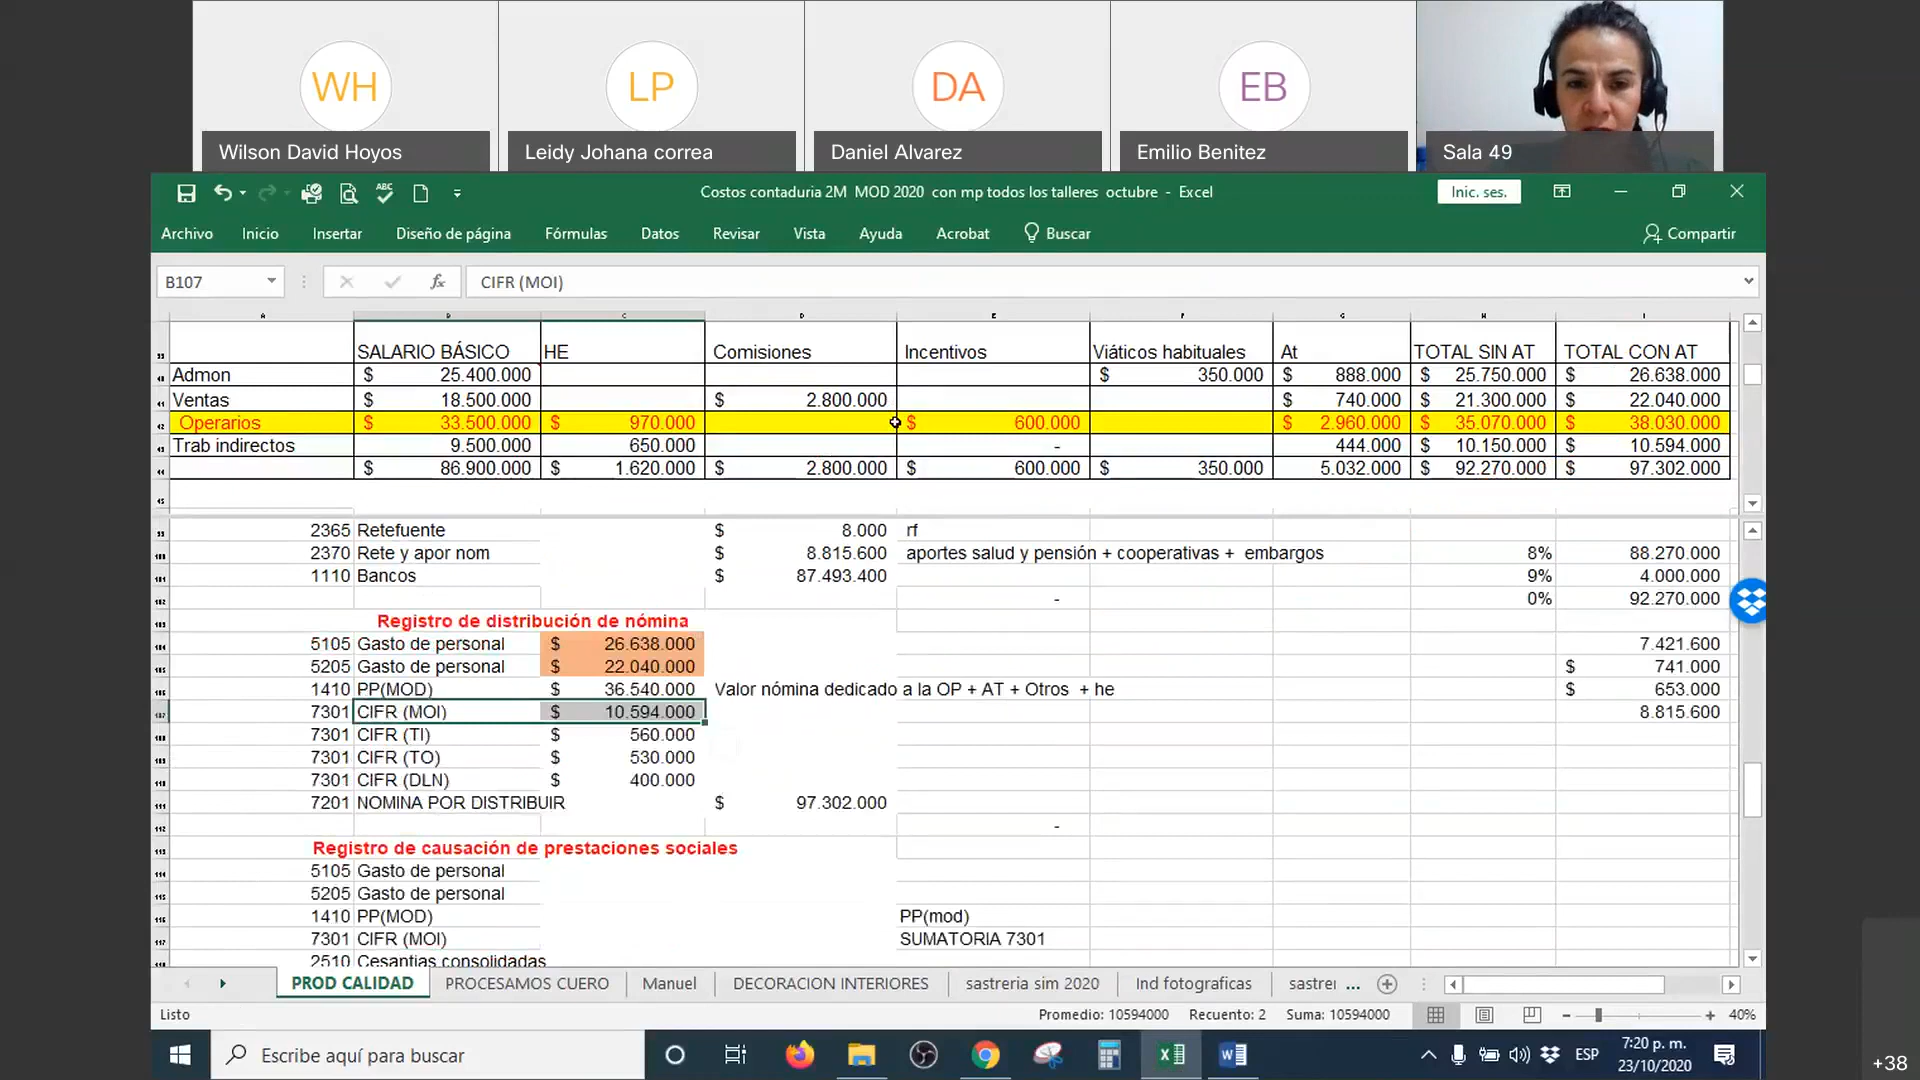 WH LP DA EB
Wilson David Hoyos Leidy Johana correa Daniel Alvarez Emilio Benitez Sala 49
Costos contaduria 2M MOD 2020 con mp todos los talleres octubre - Excel Inic. ses.
Archivo Inicio Insertar Diseño de página Fórmulas Datos Revisar Vista Ayuda Acrobat Buscar Compartir
B107 fx CIFR (MOI)
SALARIO BÁSICO HE Comisiones Incentivos Viáticos habituales At TOTAL SIN AT TOTAL CON AT
Admon $ 25.400.000 $ 350.000 $ 888.000 $ 25.750.000 $ 26.638.000
Ventas $ 18.500.000 $ 2.800.000 $ 740.000 $ 21.300.000 $ 22.040.000
Operarios $ 33.500.000 $ 970.000 $ 600.000 $ 2.960.000 $ 35.070.000 $ 38.030.000
Trab indirectos 9.500.000 650.000 - 444.000 $ 10.150.000 $ 10.594.000
$ 86.900.000 $ 1.620.000 $ 2.800.000 $ 600.000 $ 350.000 5.032.000 $ 92.270.000 $ 97.302.000
2365 Retefuente $ 8.000 rf
2370 Rete y apor nom $ 8.815.600 aportes salud y pensión + cooperativas + embargos 8% 88.270.000
1110 Bancos $ 87.493.400 9% 4.000.000
- 0% 92.270.000
Registro de distribución de nómina
5105 Gasto de personal $ 26.638.000 7.421.600
5205 Gasto de personal $ 22.040.000 $ 741.000
1410 PP(MOD) $ 36.540.000 Valor nómina dedicado a la OP + AT + Otros + he $ 653.000
7301 CIFR (MOI) $ 10.594.000 8.815.600
7301 CIFR (TI) $ 560.000
7301 CIFR (TO) $ 530.000
7301 CIFR (DLN) $ 400.000
7201 NOMINA POR DISTRIBUIR $ 97.302.000
-
Registro de causación de prestaciones sociales
5105 Gasto de personal
5205 Gasto de personal
1410 PP(MOD) PP(mod)
7301 CIFR (MOI) SUMATORIA 7301
2510 Cesantias consolidadas
PROD CALIDAD PROCESAMOS CUERO Manuel DECORACION INTERIORES sastreria sim 2020 Ind fotograficas sastrei ...
Listo Promedio: 10594000 Recuento: 2 Suma: 10594000 40%
Escribe aquí para buscar ESP 7:20 p. m.
23/10/2020
+38